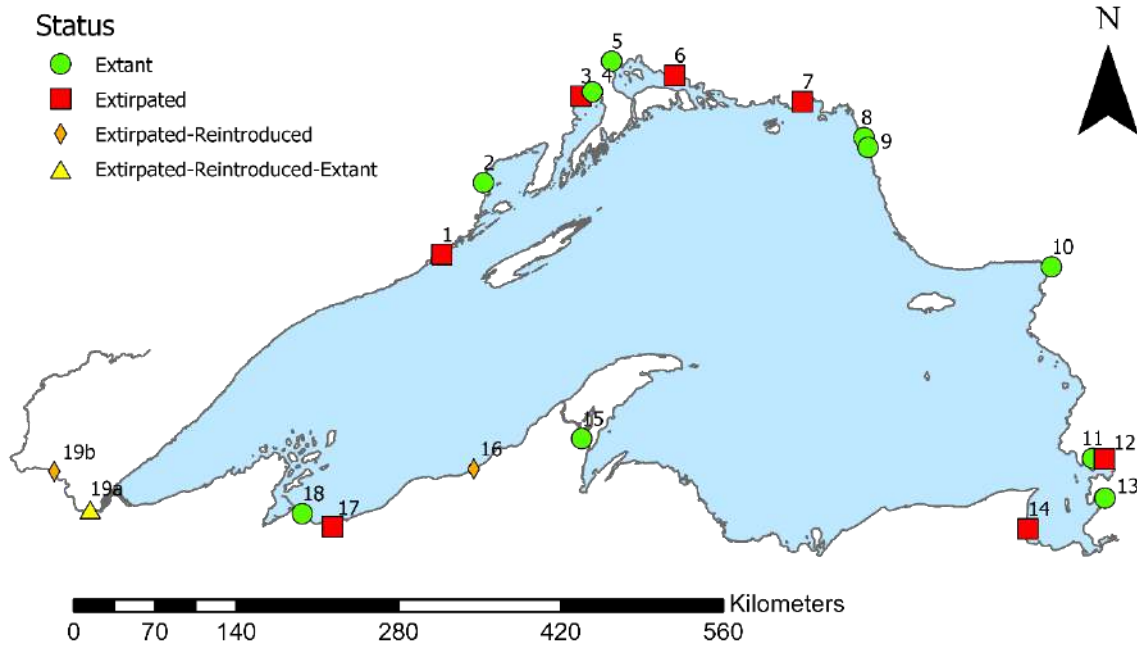 Status
Extant
Extirpated
Extirpated-Reintroduced
Extirpated-Reintroduced-Extant
N
5
6
3 4
7
8
9
2
1
10
15
16
11 12
13
14
19b
19a
18
17
Kilometers
0 70 140 280 420 560